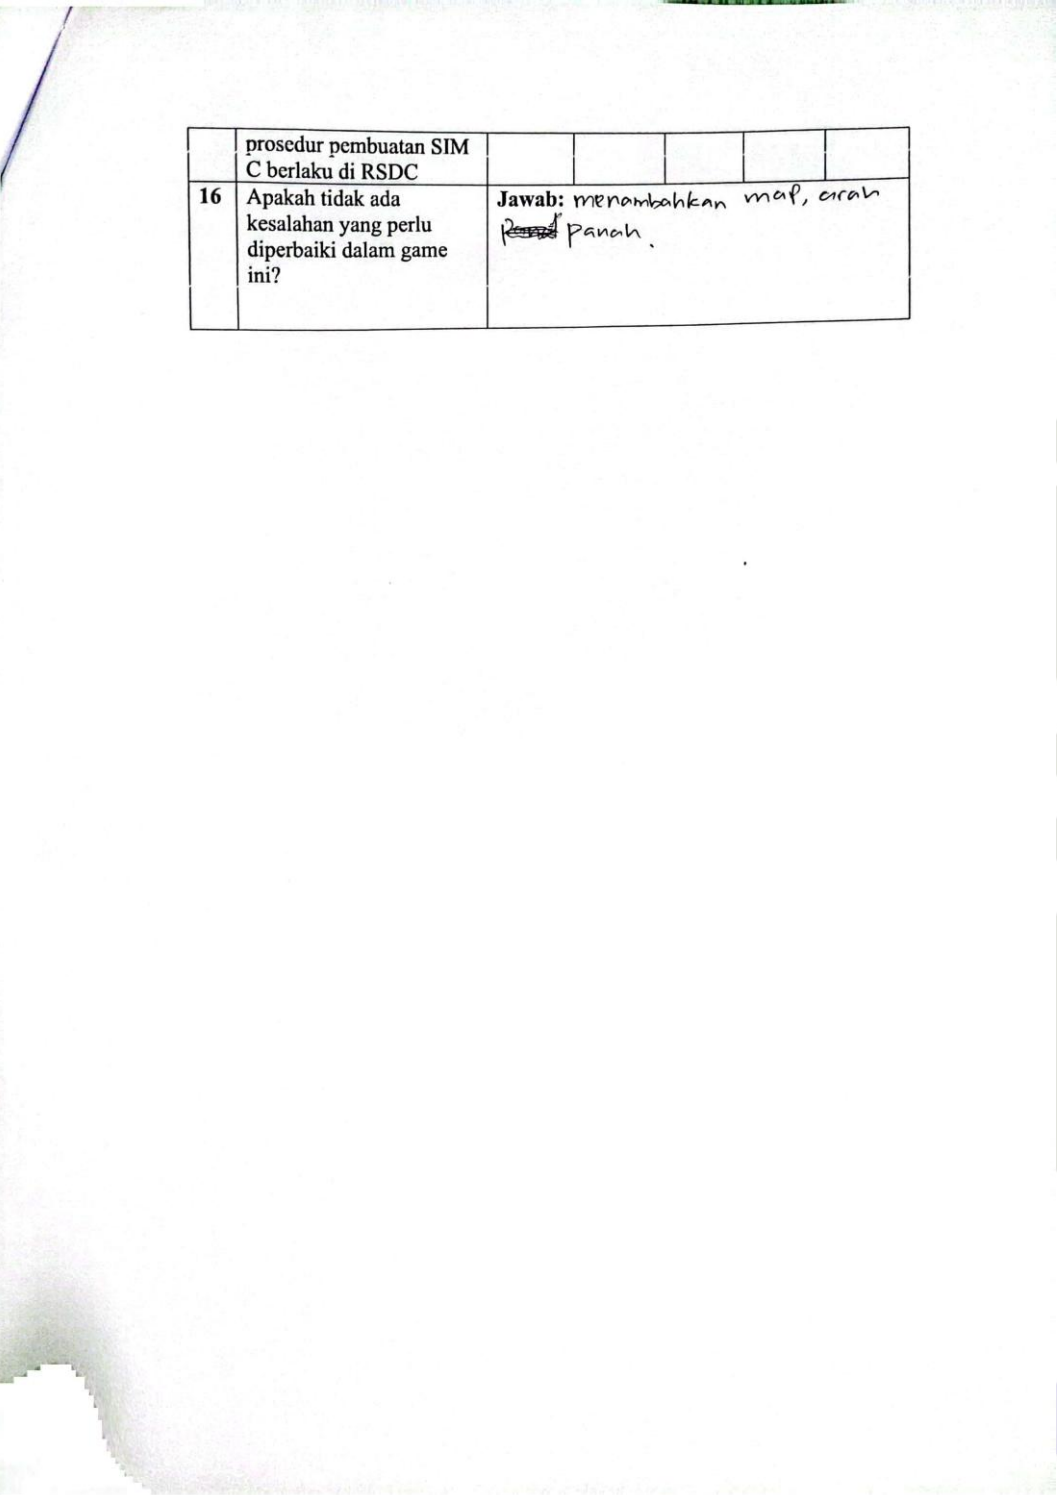 prosedur pembuatan SIM
C berlaku di RSDC
16 Apakah tidak ada
kesalahan yang perlu
diperbaiki dalam game
ini?
Jawab: menambahkan map, arah
panah.